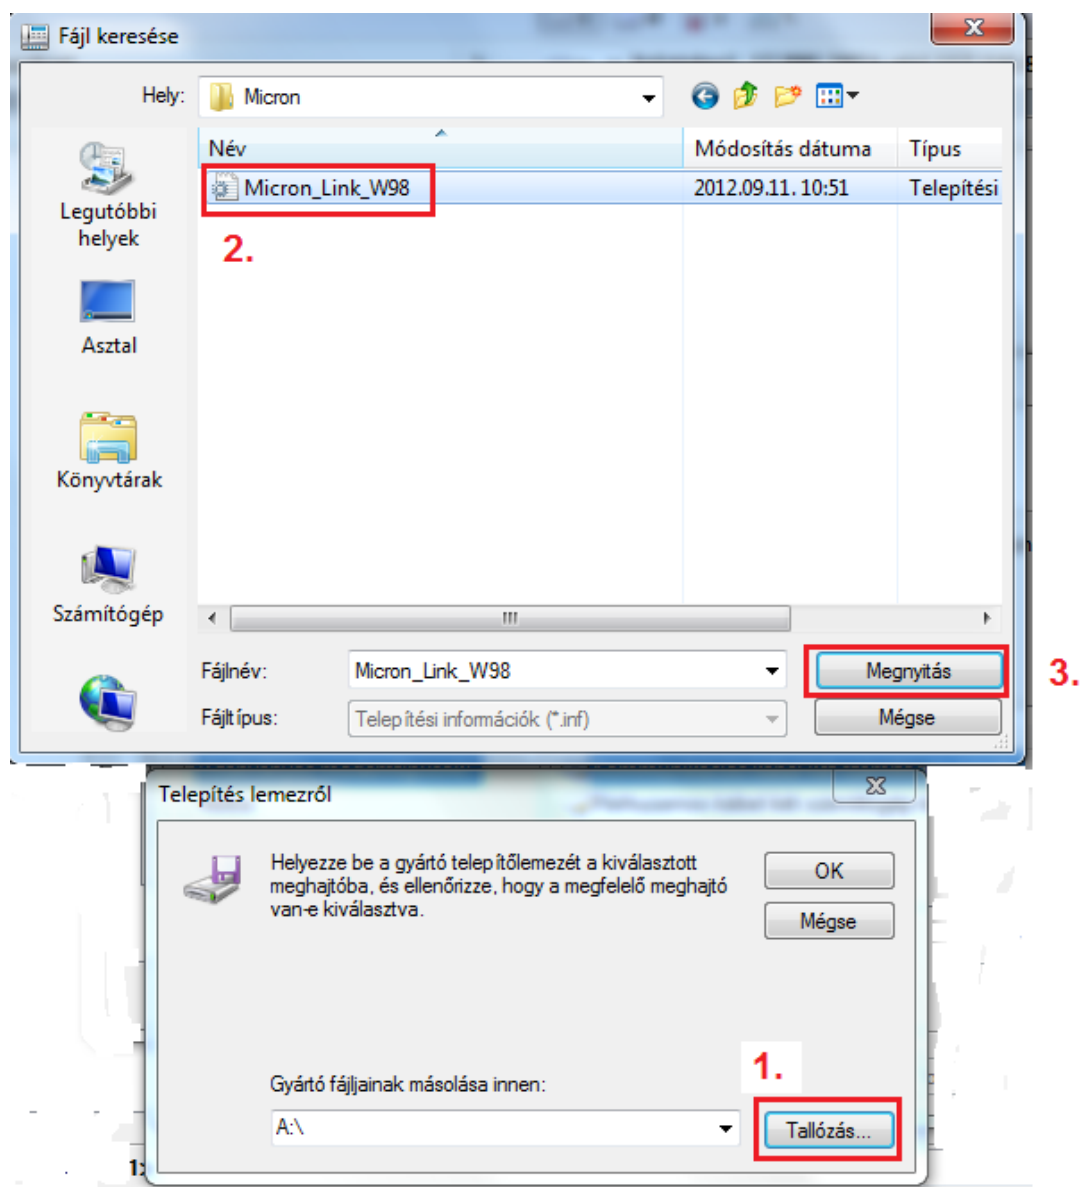 Fájl keresése
Hely: Micron
Név Módosítás dátuma Típus
Micron_Link_W98 2012.09.11. 10:51 Telepítési
2.
Legutóbbi
helyek
Asztal
Könyvtárak
Számítógép
Fájlnév: Micron_Link_W98 Megnyitás 3.
Fájltípus: Telepítési információk (*.inf) Mégse
Telepítés lemezről
Helyezze be a gyártó telepítőlemezét a kiválasztott
meghajtóba, és ellenőrizze, hogy a megfelelő meghajtó
van-e kiválasztva.
OK
Mégse
1.
Gyártó fájljainak másolása innen:
A:\ Tallózás...